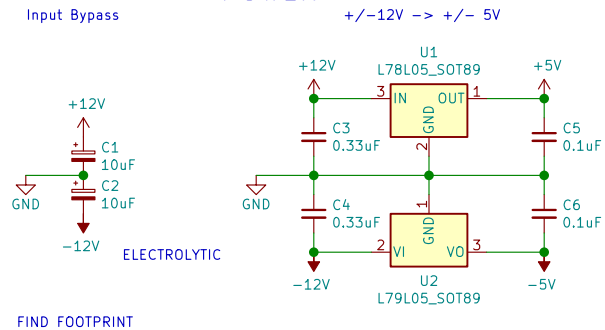 Input Bypass
+/-12V -> +/- 5V
U1
L78L05_SOT89
+12V
+5V
3
IN
OUT
1
GND
2
+12V
C1
10uF
C2
10uF
GND
-12V
ELECTROLYTIC
C3
0.33uF
C5
0.1uF
GND
C4
0.33uF
C6
0.1uF
1
GND
2
VI
VO
3
-12V
-5V
U2
L79L05_SOT89
FIND FOOTPRINT